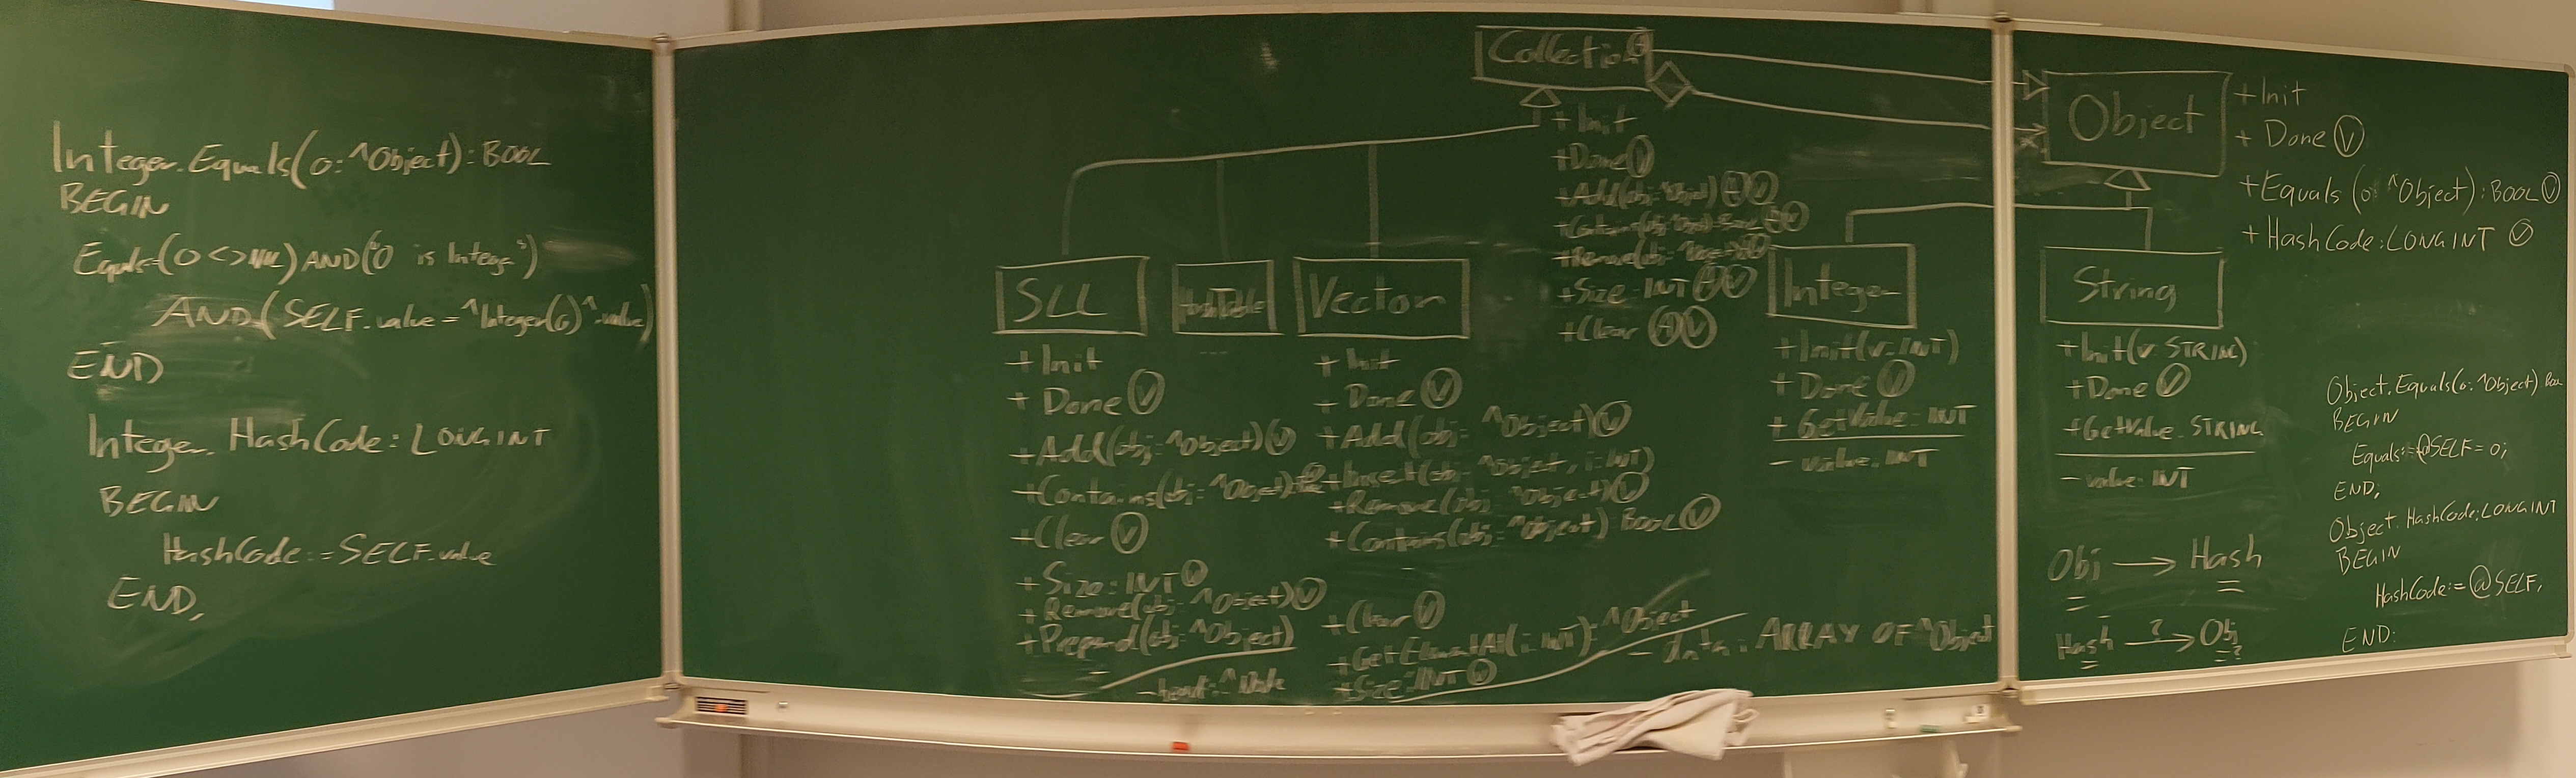 Integer.Equals(o: ^Object): BOOL
BEGIN
Equals:=(O <> NIL) AND ("O is Integer")
AND (SELF.value = ^Integer(o)^.value)
END
Integer.HashCode: LONGINT
BEGIN
HashCode := SELF.value
END;
Collection
+ Init
+ Done Ⓥ
+ Add(obj: ^Object) Ⓐ Ⓥ
+ Contains(obj: ^Object): Bool Ⓐ Ⓥ
+ Remove(obj: ^Object) Ⓐ Ⓥ
+ Size: INT Ⓐ Ⓥ
+ Clear Ⓐ Ⓥ
SLL
+ Init
+ Done Ⓥ
+ Add(obj: ^Object) Ⓥ
+ Contains(obj: ^Object):
+ Clear Ⓥ
+ Size: INT Ⓥ
+ Remove(obj: ^Object) Ⓥ
+ Prepend(obj: ^Object)
- head: ^Node
HashTable
Vector
+ Init
+ Done Ⓥ
+ Add(obj: ^Object) Ⓥ
+ Insert(obj: ^Object, i: INT)
+ Remove(obj: ^Object) Ⓥ
+ Contains(obj: ^Object): BOOL Ⓥ
+ Clear Ⓥ
+ GetElementAt(i: INT): ^Object
+ Size: INT Ⓥ
- data: ARRAY OF ^Object
Integer
+ Init(v: INT)
+ Done Ⓥ
+ GetValue: INT
- value: INT
Object
+ Init
+ Done Ⓥ
+ Equals (o: ^Object): BOOL Ⓥ
+ HashCode: LONGINT Ⓥ
String
+ Init(v: STRING)
+ Done Ⓥ
+ GetValue: STRING
- value: INT
Obj → Hash
Hash →? Obj ?
Object.Equals(o: ^Object)
BEGIN
Equals:= @SELF = o;
END;
Object.HashCode: LONGINT
BEGIN
HashCode := @SELF;
END;